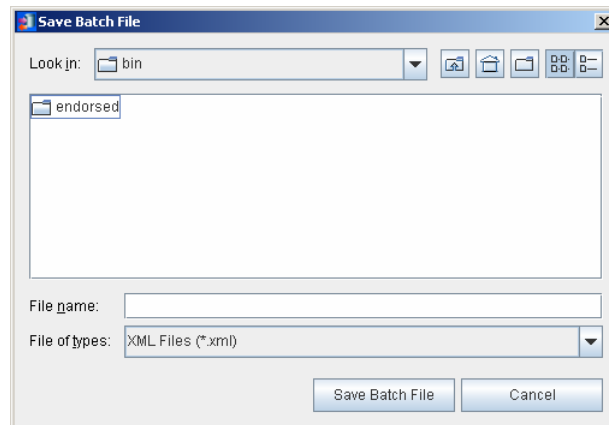 Save Batch File
Look in: bin
endorsed
File name:
File of types: XML Files (*.xml)
Save Batch File Cancel